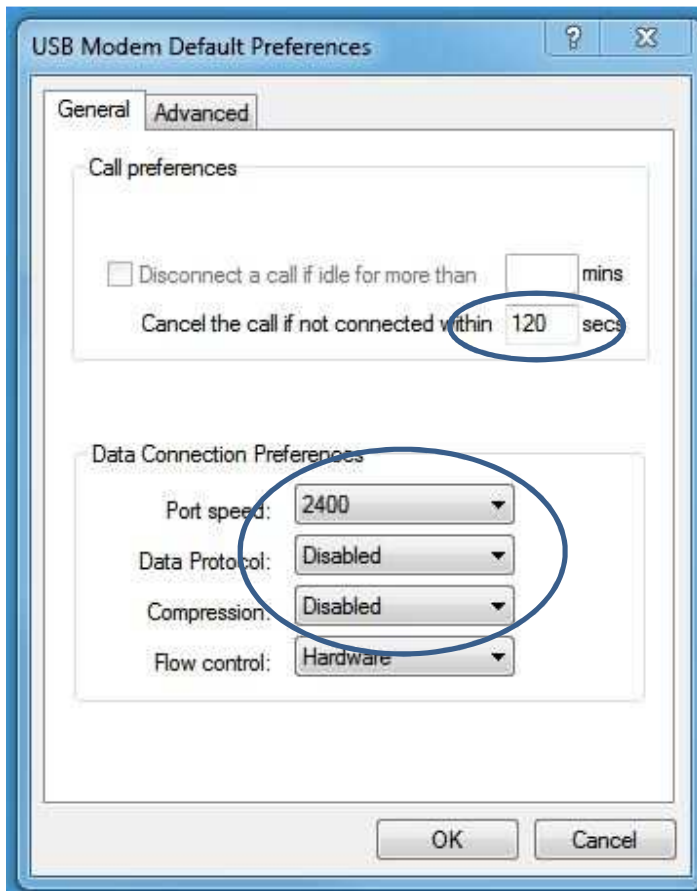 USB Modem Default Preferences
General Advanced
Call preferences
Disconnect a call if idle for more than mins
Cancel the call if not connected within 120 secs
Data Connection Preferences
Port speed: 2400
Data Protocol: Disabled
Compression: Disabled
Flow control: Hardware
OK Cancel